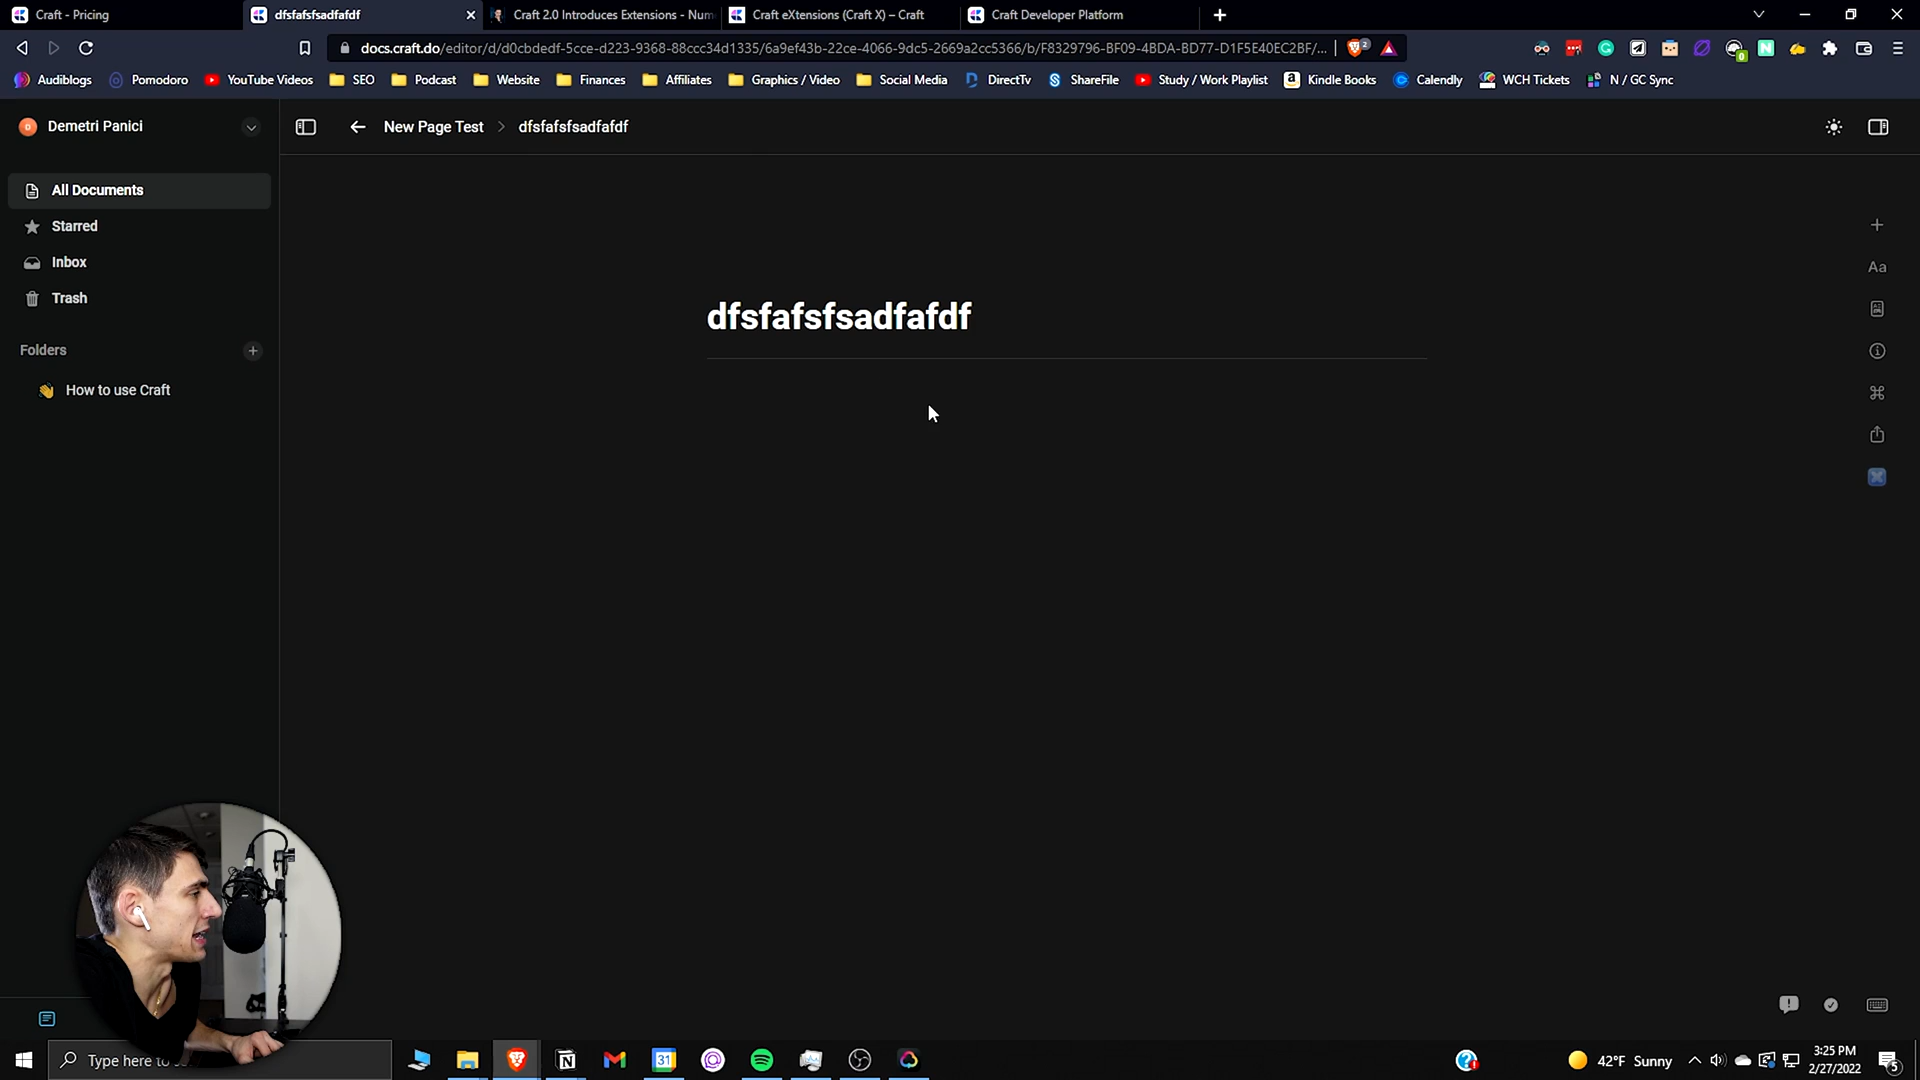 Craft - Pricing
dfsfafsfsadfafdf
Craft 2.0 Introduces Extensions - Num
Craft eXtensions (Craft X) – Craft
Craft Developer Platform
docs.craft.do/editor/d/d0cbdedf-5cce-d223-9368-88ccc34d1335/6a9ef43b-22ce-4066-9dc5-2669a2cc5366/b/F8329796-BF09-4BDA-BD77-D1F5E40EC2BF/...
2
0
Audiblogs
Pomodoro
YouTube Videos
SEO
Podcast
Website
Finances
Affiliates
Graphics / Video
Social Media
DirectTv
ShareFile
Study / Work Playlist
Kindle Books
Calendly
WCH Tickets
N / GC Sync
Demetri Panici
New Page Test > dfsfafsfsadfafdf
All Documents
Starred
Inbox
Trash
Folders
How to use Craft
dfsfafsfsadfafdf
Aa
Type here to
31
42°F Sunny
3:25 PM
2/27/2022
5